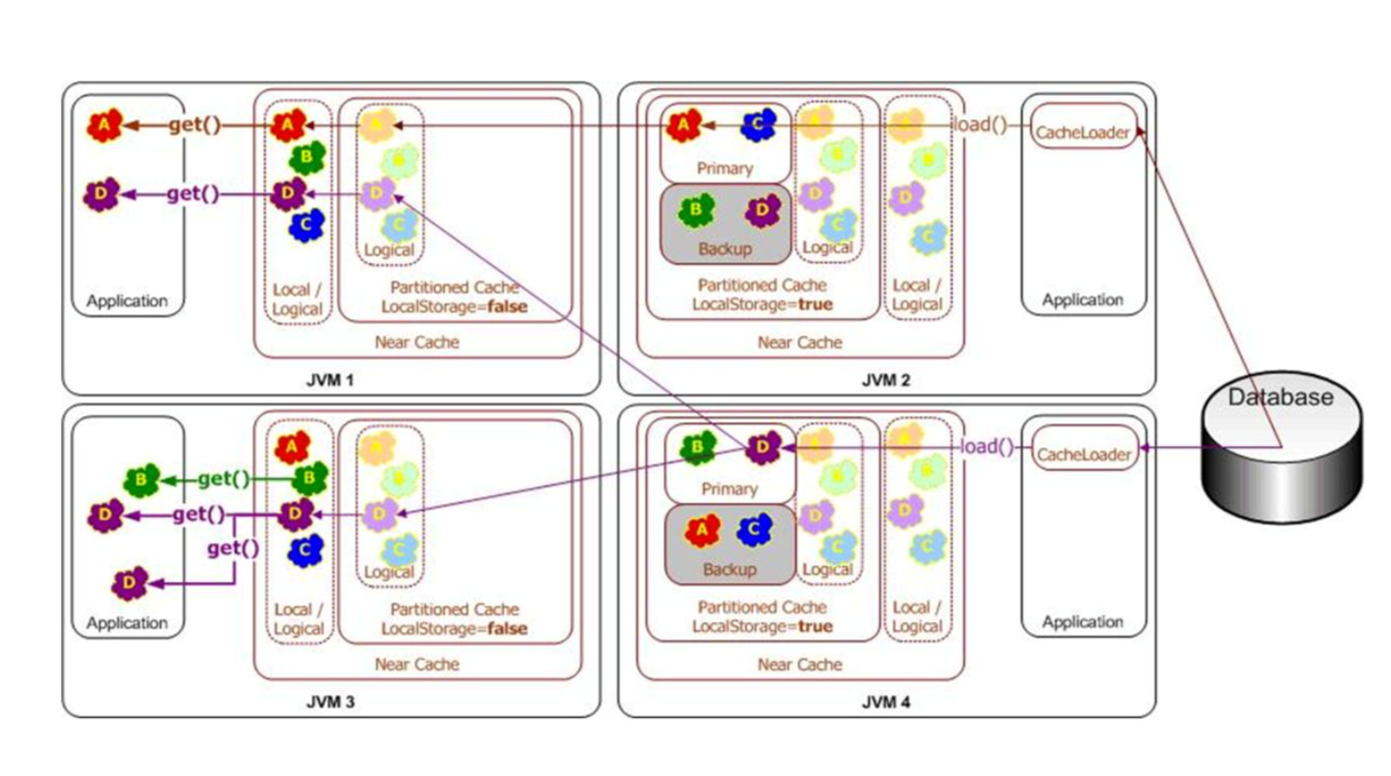 A
get()
A
A
A
B
B
D
get()
D
D
C
C
Logical
Application
Local /
Logical
Partitioned Cache
LocalStorage=false
Near Cache
JVM 1
A
C
A
A
load()
CacheLoader
Primary
B
B
B
D
D
D
C
C
Backup
Logical
Partitioned Cache
LocalStorage=true
Local /
Logical
Application
Near Cache
JVM 2
Database
A
A
B
get()
B
B
D
get()
D
D
get()
C
C
D
Logical
Application
Local /
Logical
Partitioned Cache
LocalStorage=false
Near Cache
JVM 3
B
D
A
A
load()
CacheLoader
Primary
B
B
A
C
D
D
C
C
Backup
Logical
Partitioned Cache
LocalStorage=true
Local /
Logical
Application
Near Cache
JVM 4